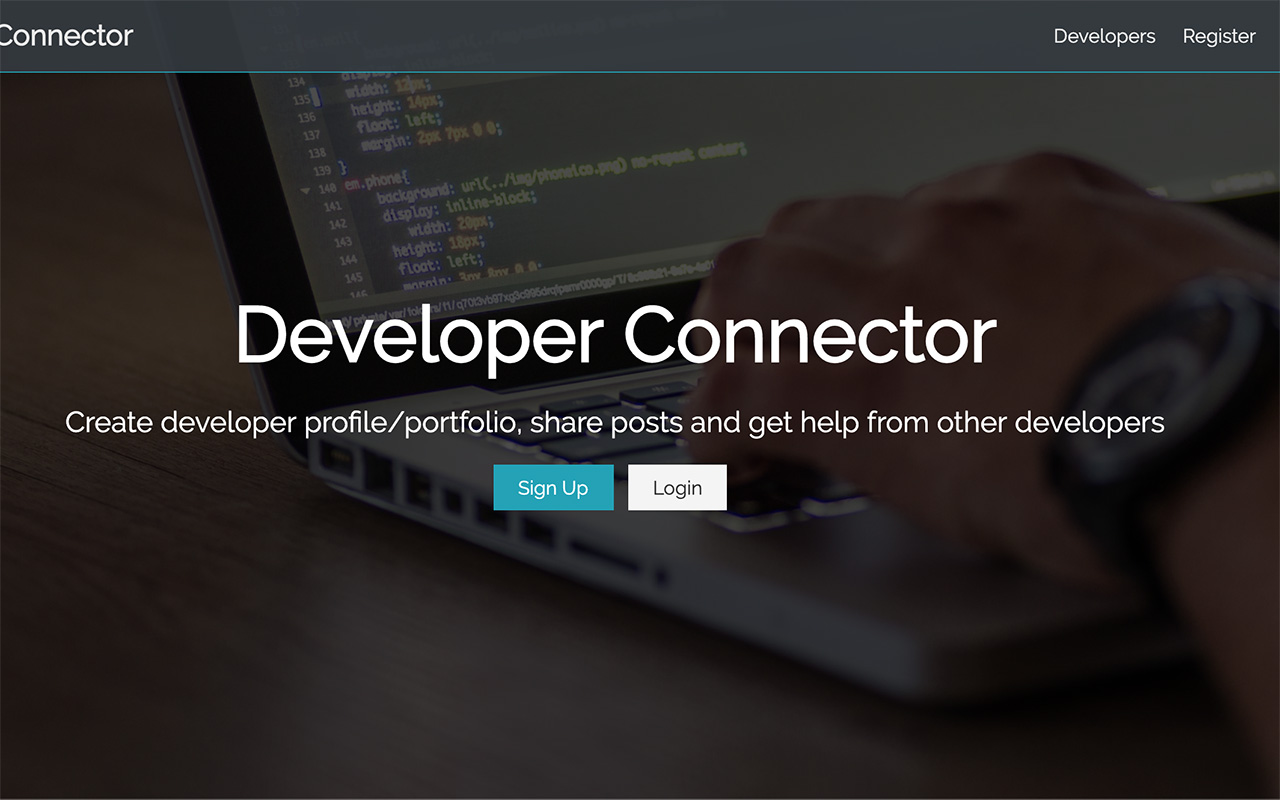 Connector
Developers Register
134 display:
135 width: 12px;
136 height: 14px;
137 float: left;
138 margin: 2px 7px 0 0;
139 }
140 em.phone{
141 background: url(../img/phoneico.png) no-repeat center;
142 display: inline-block;
143 width: 20px;
144 height: 18px;
145 float: left;
146 margin: 3px 8px 0 0;
Developer Connector
Create developer profile/portfolio, share posts and get help from other developers
Sign Up Login